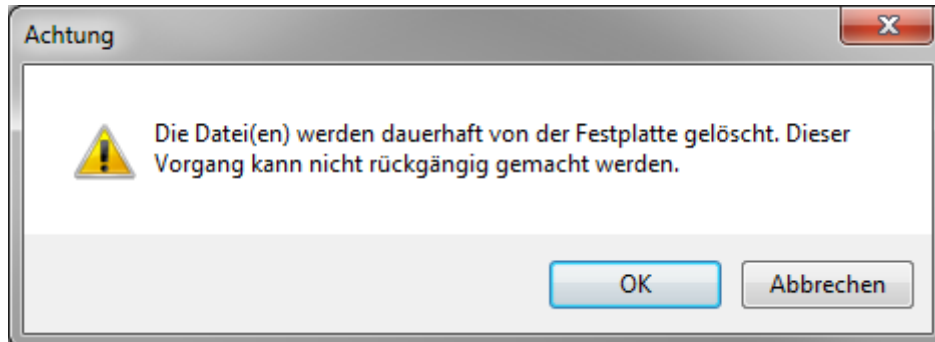 Achtung
Die Datei(en) werden dauerhaft von der Festplatte gelöscht. Dieser
Vorgang kann nicht rückgängig gemacht werden.
OK
Abbrechen